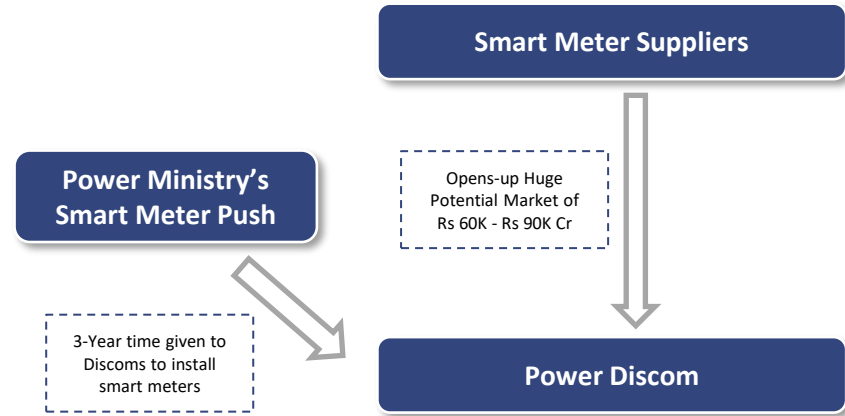 Smart Meter Suppliers
Power Ministry’s
Smart Meter Push
Opens-up Huge
Potential Market of
Rs 60K - Rs 90K Cr
3-Year time given to
Discoms to install
smart meters
Power Discom